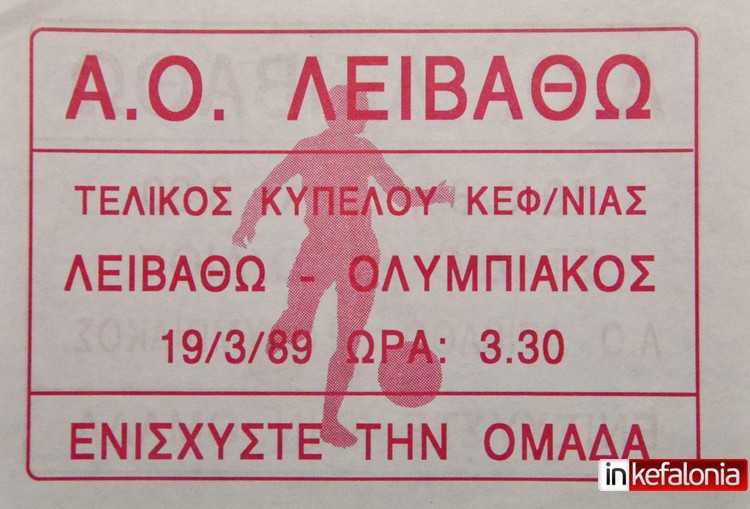 Α.Ο. ΛΕΙΒΑΘΩ
ΤΕΛΙΚΟΣ ΚΥΠΕΛΟΥ ΚΕΦ/ΝΙΑΣ
ΛΕΙΒΑΘΩ - ΟΛΥΜΠΙΑΚΟΣ
19/3/89 ΩΡΑ: 3.30
ΕΝΙΣΧΥΣΤΕ ΤΗΝ ΟΜΑΔΑ
inkefalonia